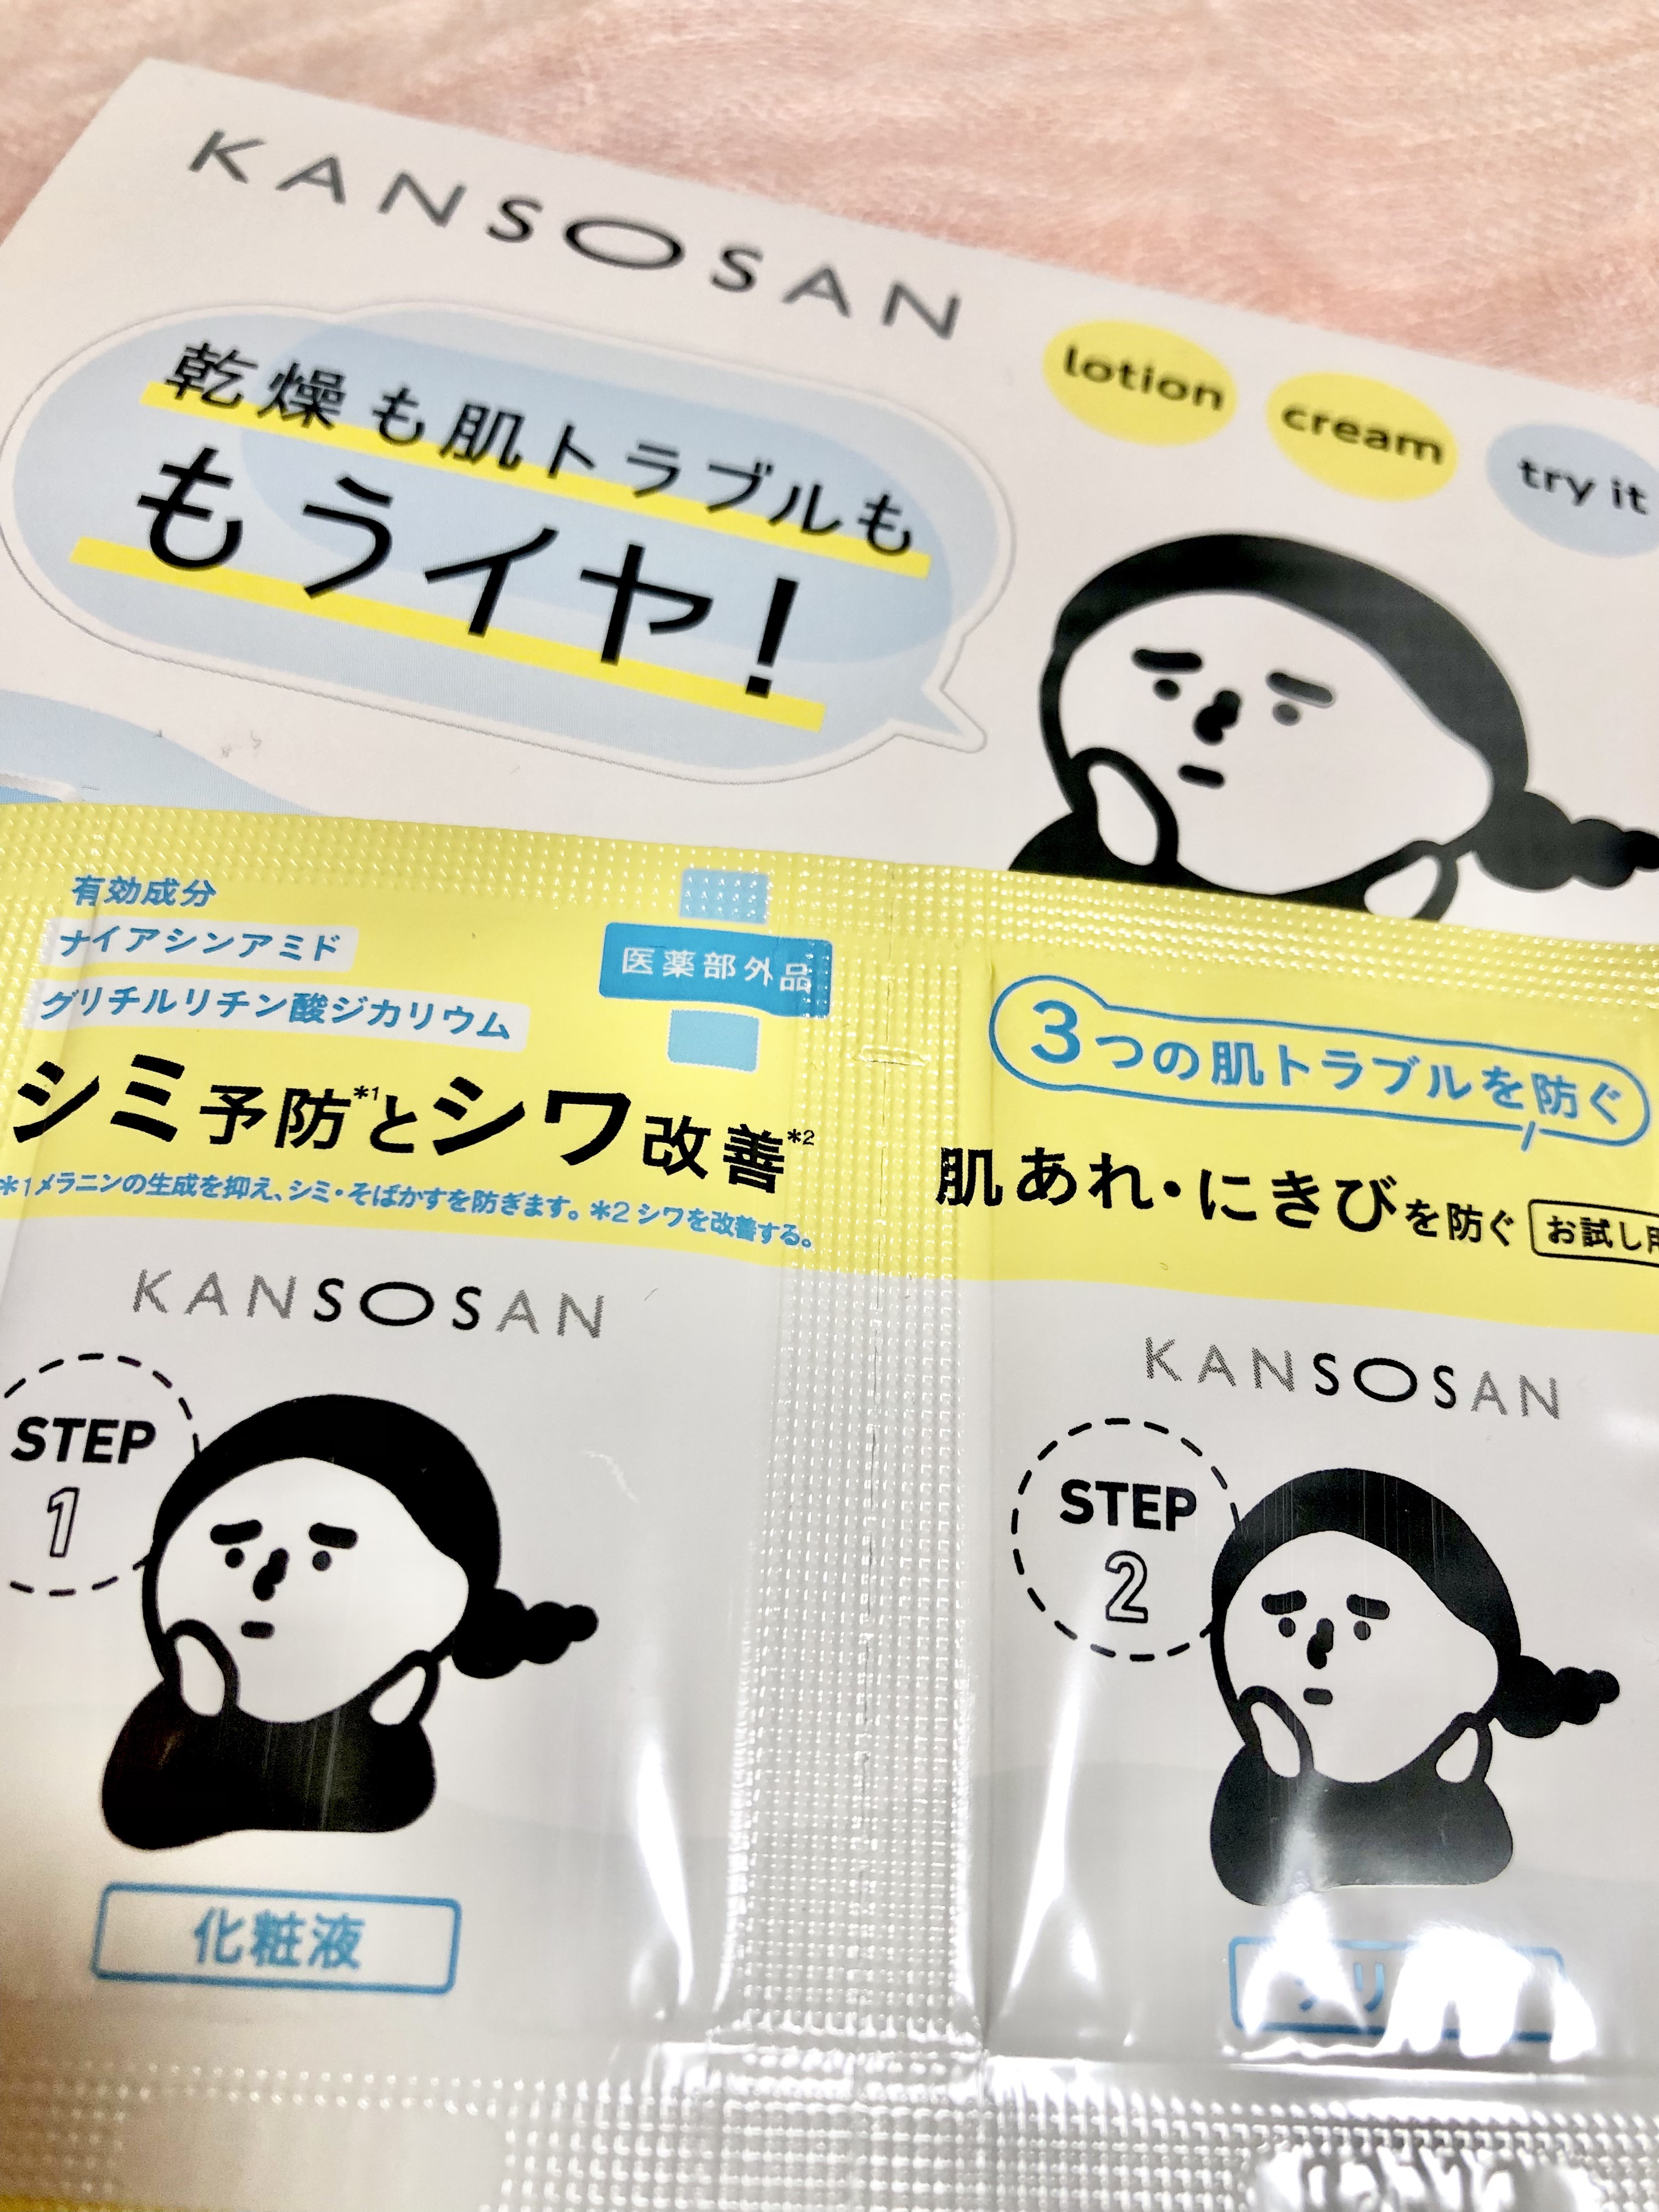 KANSOSAN
lotion
cream
try it
乾燥も肌トラブルも
もうイヤ!
有効成分
ナイアシンアミド
グリチルリチン酸ジカリウム
医薬部外品
シミ予防*1とシワ改善*2
*1メラニンの生成を抑え、シミ・そばかすを防ぎます。*2 シワを改善する。
KANSOSAN
STEP
1
化粧液
3つの肌トラブルを防ぐ
肌あれ・にきびを防ぐ
お試し用
KANSOSAN
STEP
2